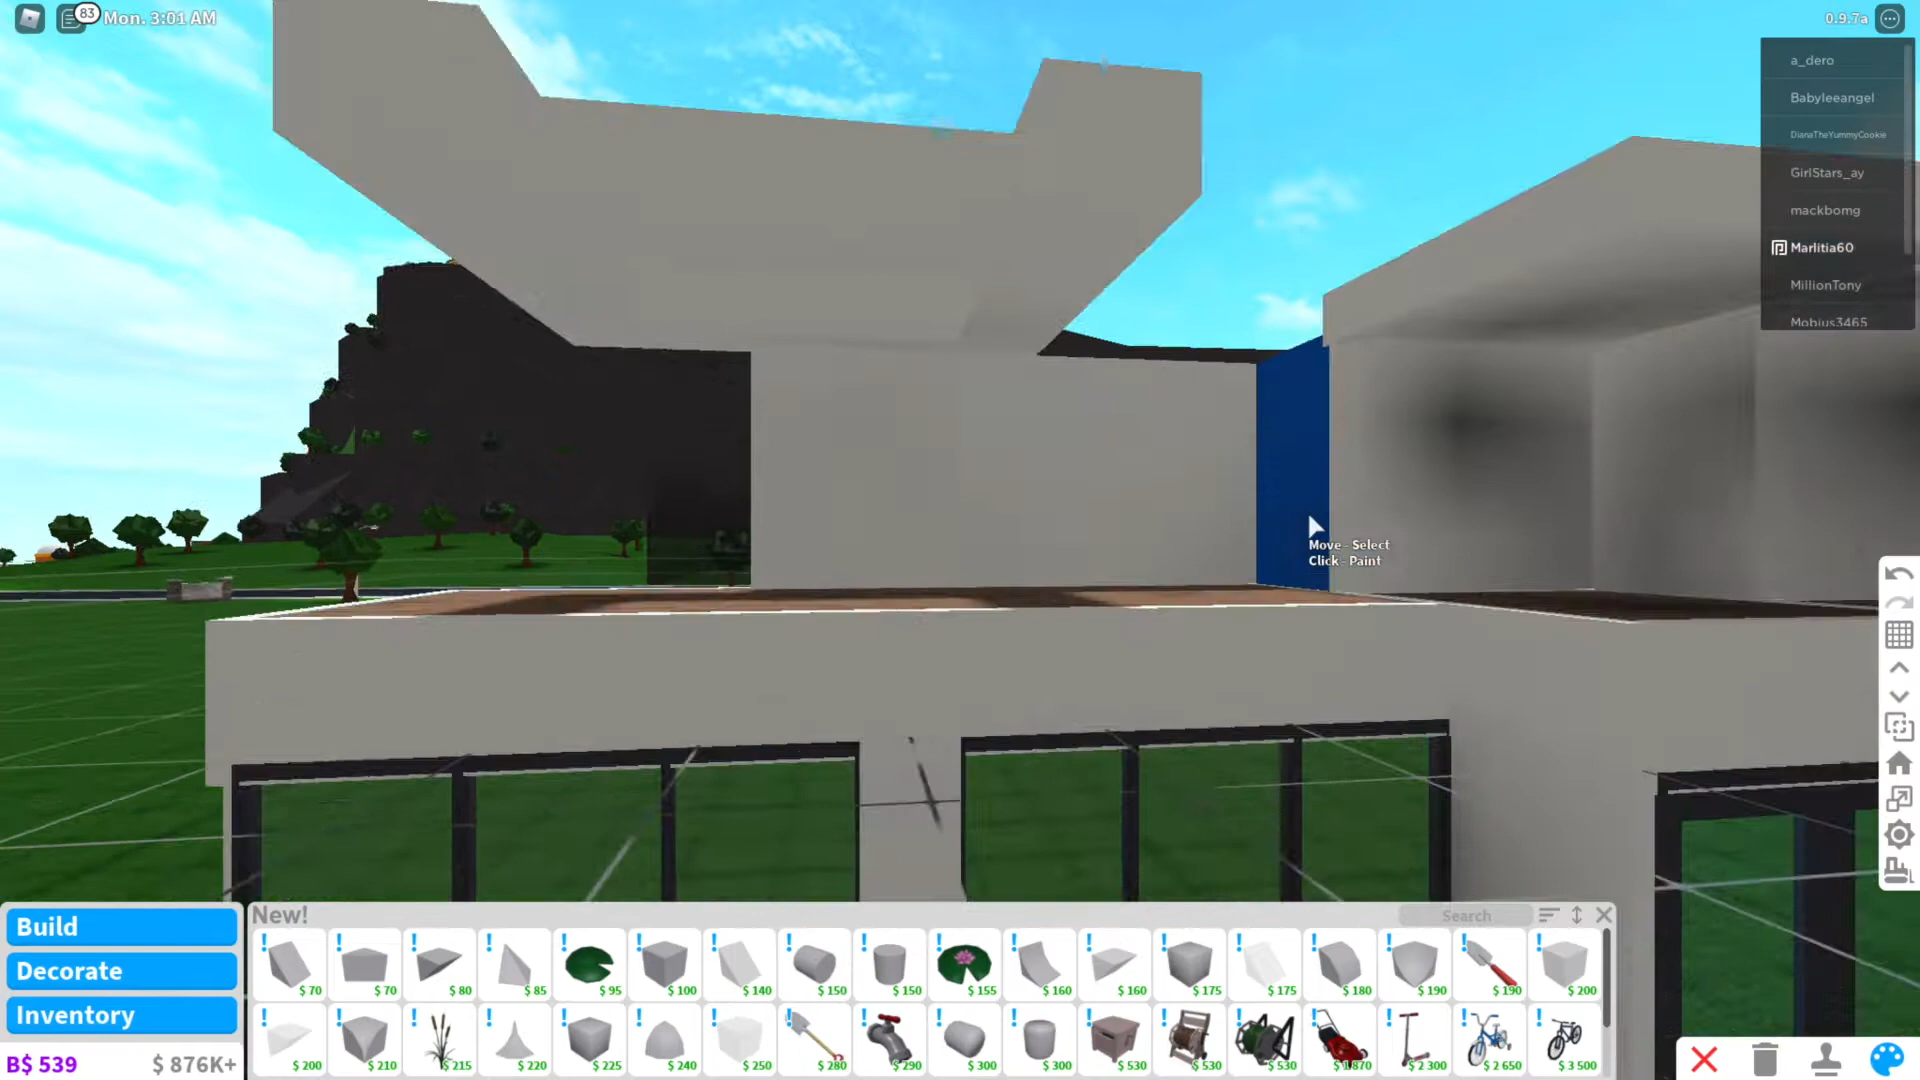 83
Mon. 3:01 AM
0.9.7a
a_dero
Babyleeangel
DianaTheYummyCookie
GirlStars_ay
mackbomg
Marlitia60
MillionTony
Mobius3465
Move - Select
Click - Paint
Build
Decorate
Inventory
B$ 539
$ 876K+
New!
Search
$ 70
$ 70
$ 80
$ 85
$ 95
$ 100
$ 140
$ 150
$ 150
$ 155
$ 160
$ 160
$ 175
$ 175
$ 180
$ 190
$ 190
$ 200
$ 200
$ 210
$ 215
$ 220
$ 225
$ 240
$ 250
$ 280
$ 290
$ 300
$ 300
$ 530
$ 530
$ 530
$ 1 870
$ 2 300
$ 2 650
$ 3 500